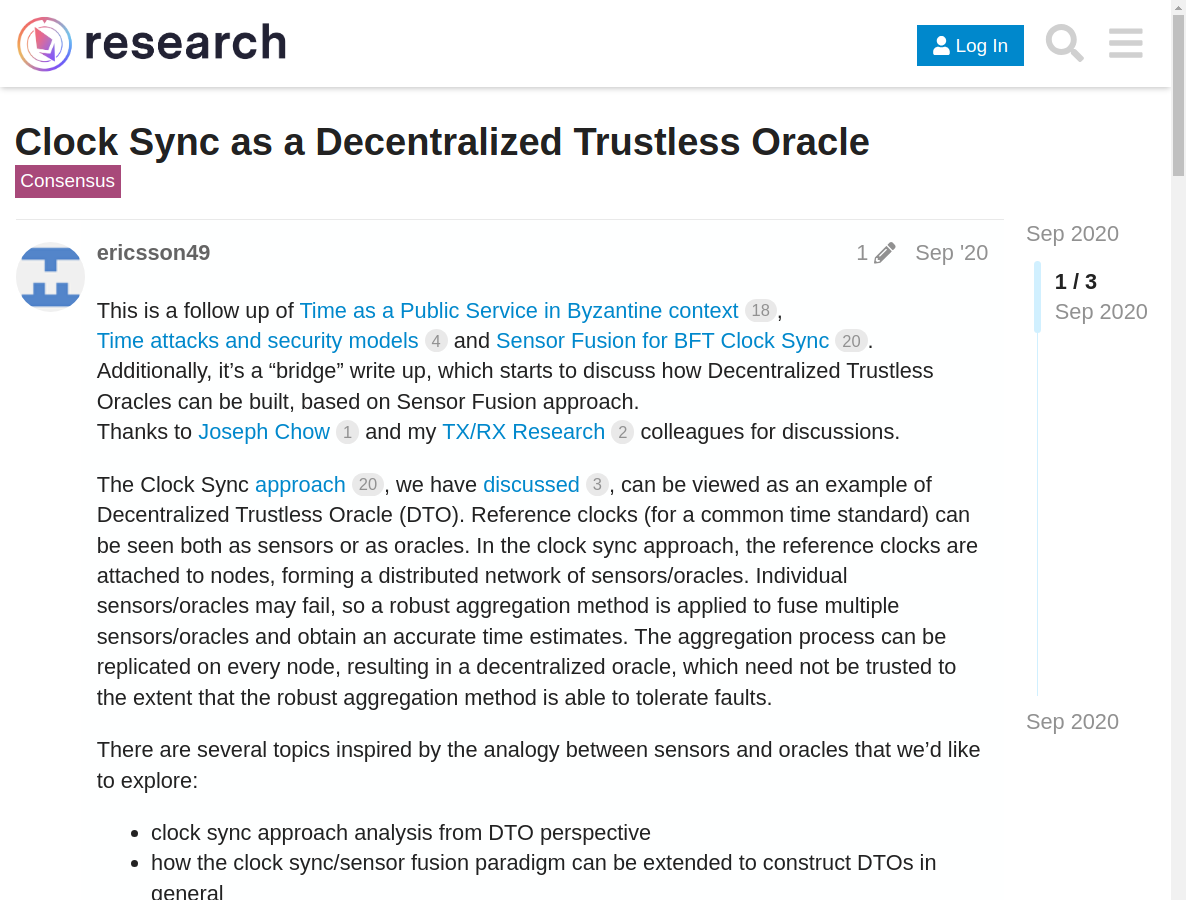 research
Log In
Clock Sync as a Decentralized Trustless Oracle
Consensus
ericsson49
1
Sep '20
Sep 2020
1 / 3
Sep 2020
This is a follow up of Time as a Public Service in Byzantine context 18,
Time attacks and security models 4 and Sensor Fusion for BFT Clock Sync 20.
Additionally, it’s a “bridge” write up, which starts to discuss how Decentralized Trustless
Oracles can be built, based on Sensor Fusion approach.
Thanks to Joseph Chow 1 and my TX/RX Research 2 colleagues for discussions.
The Clock Sync approach 20, we have discussed 3, can be viewed as an example of
Decentralized Trustless Oracle (DTO). Reference clocks (for a common time standard) can
be seen both as sensors or as oracles. In the clock sync approach, the reference clocks are
attached to nodes, forming a distributed network of sensors/oracles. Individual
sensors/oracles may fail, so a robust aggregation method is applied to fuse multiple
sensors/oracles and obtain an accurate time estimates. The aggregation process can be
replicated on every node, resulting in a decentralized oracle, which need not be trusted to
the extent that the robust aggregation method is able to tolerate faults.
Sep 2020
There are several topics inspired by the analogy between sensors and oracles that we’d like
to explore:
• clock sync approach analysis from DTO perspective
• how the clock sync/sensor fusion paradigm can be extended to construct DTOs in
general